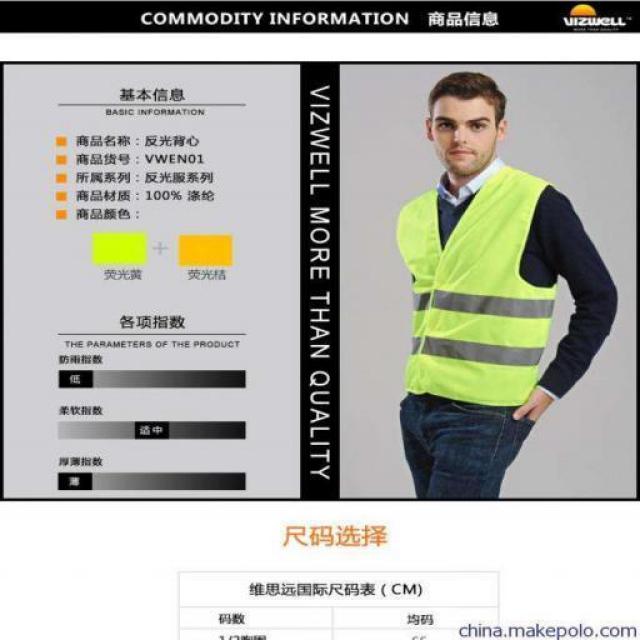 COMMODITY INFORMATION 商品信息
VIZWELL™
MORE THAN QUALITY
基本信息
BASIC INFORMATION
商品名称：反光背心
商品货号：VWEN01
所属系列：反光服系列
商品材质：100% 涤纶
商品颜色：
荧光黄 + 荧光桔
各项指数
THE PARAMETERS OF THE PRODUCT
防雨指数
低
柔软指数
适中
厚薄指数
薄
VIZWELL MORE THAN QUALITY
尺码选择
维思远国际尺码表（CM)
码数 均码
1/2胸围
china.makepolo.com